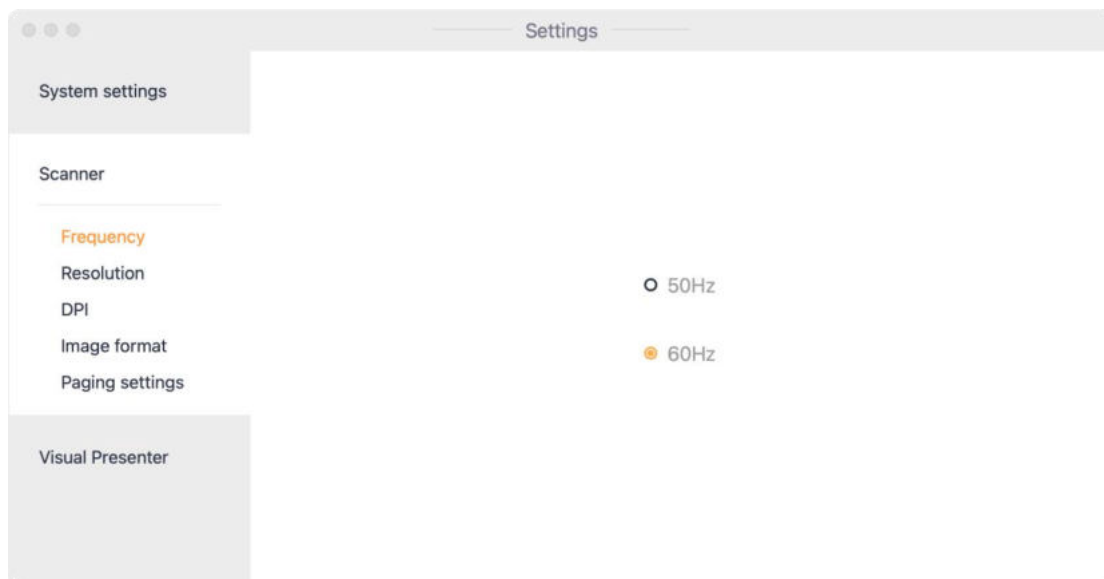 Settings
System settings
Scanner
Frequency
Resolution
DPI
Image format
Paging settings
Visual Presenter
50Hz
60Hz